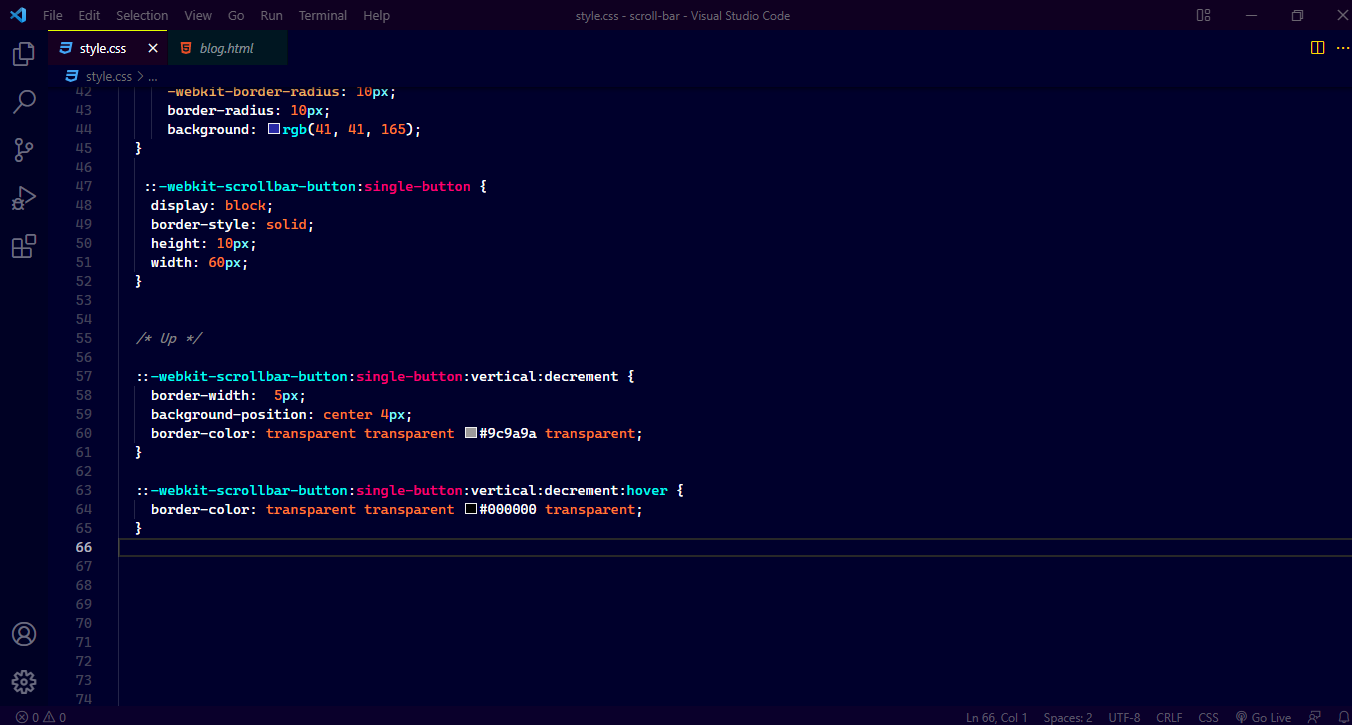 File Edit Selection View Go Run Terminal Help
style.css - scroll-bar - Visual Studio Code
style.css
blog.html
style.css > ...
42 -webkit-border-radius: 10px;
43 border-radius: 10px;
44 background: rgb(41, 41, 165);
45 }
46
47 ::-webkit-scrollbar-button:single-button {
48 display: block;
49 border-style: solid;
50 height: 10px;
51 width: 60px;
52 }
53
54
55 /* Up */
56
57 ::-webkit-scrollbar-button:single-button:vertical:decrement {
58 border-width:  5px;
59 background-position: center 4px;
60 border-color: transparent transparent #9c9a9a transparent;
61 }
62
63 ::-webkit-scrollbar-button:single-button:vertical:decrement:hover {
64 border-color: transparent transparent #000000 transparent;
65 }
66
67
68
69
70
71
72
73
74
0 0 Ln 66, Col 1 Spaces: 2 UTF-8 CRLF CSS Go Live